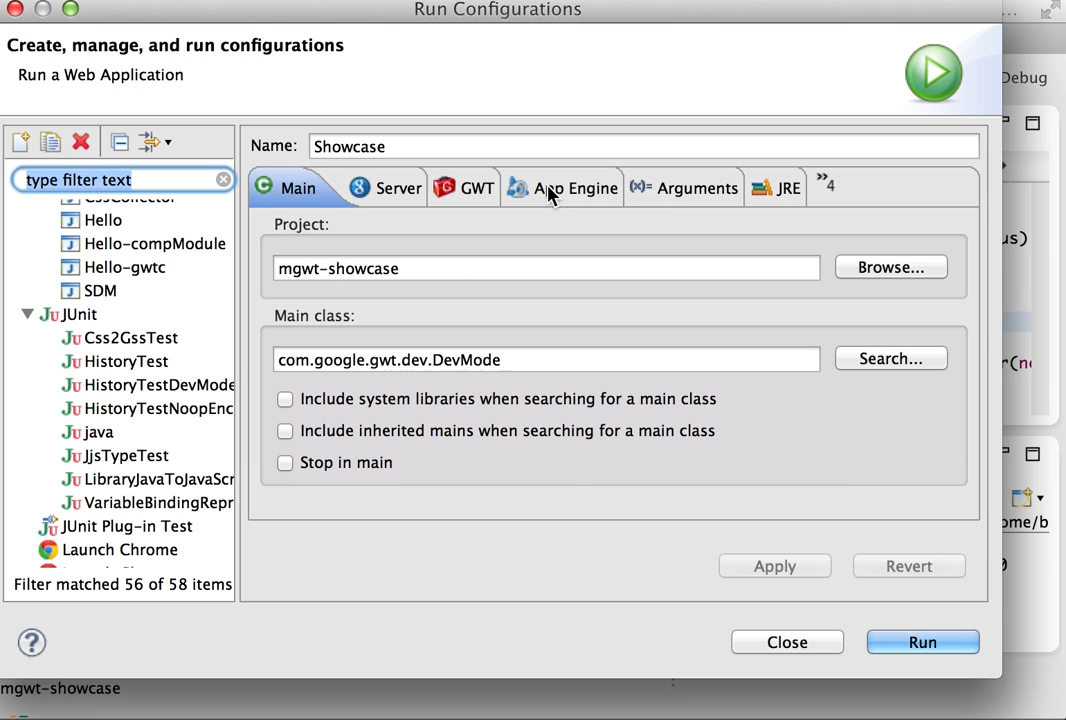 Run Configurations
Create, manage, and run configurations
Run a Web Application
Debug
type filter text
Name: Showcase
Main Server GWT App Engine (x)= Arguments JRE »4
Hello
Hello-compModule
Hello-gwtc
SDM
JUnit
Css2GssTest
HistoryTest
HistoryTestDevMode
HistoryTestNoopEnc
java
JjsTypeTest
LibraryJavaToJavaScr
VariableBindingRepr
JUnit Plug-in Test
Launch Chrome
Filter matched 56 of 58 items
Project:
mgwt-showcase Browse...
Main class:
com.google.gwt.dev.DevMode Search...
Include system libraries when searching for a main class
Include inherited mains when searching for a main class
Stop in main
Apply Revert
Close Run
us)
ome/b
mgwt-showcase